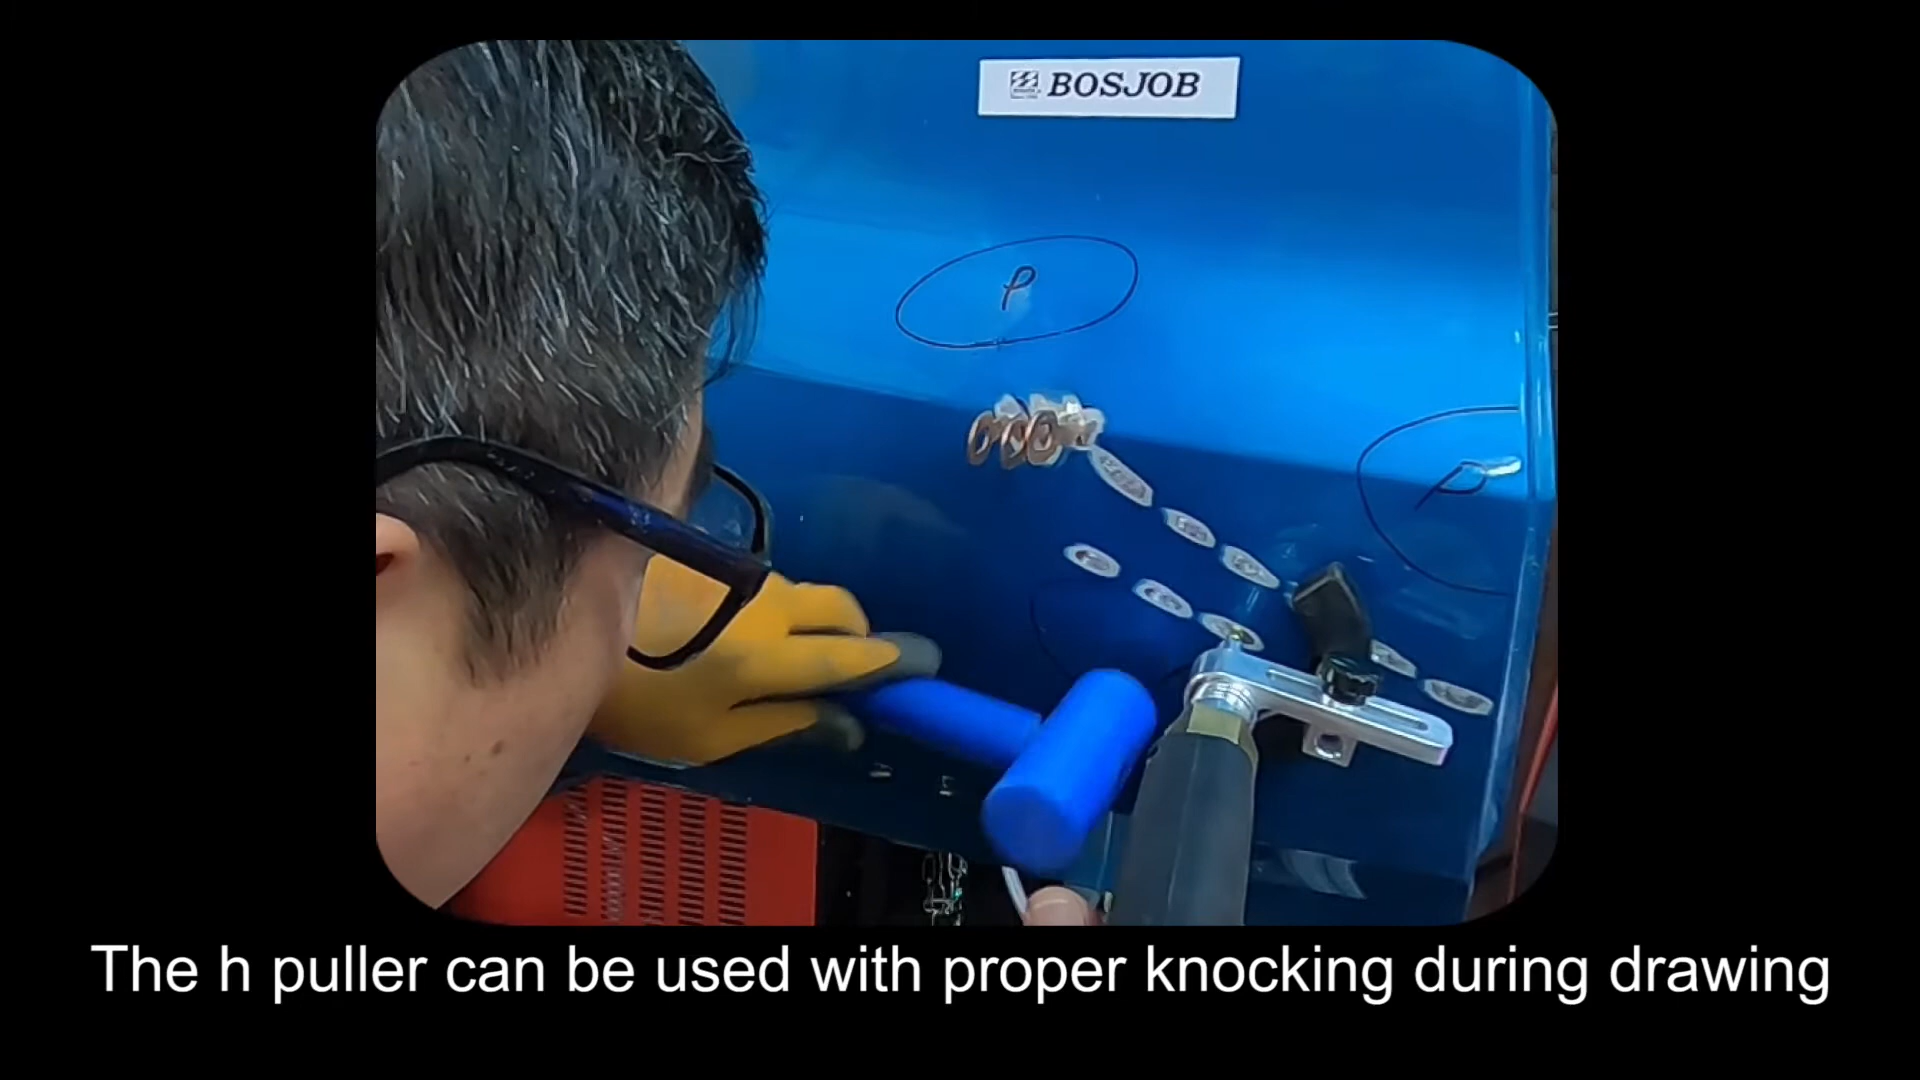 BOSJOB
P
P
The h puller can be used with proper knocking during drawing